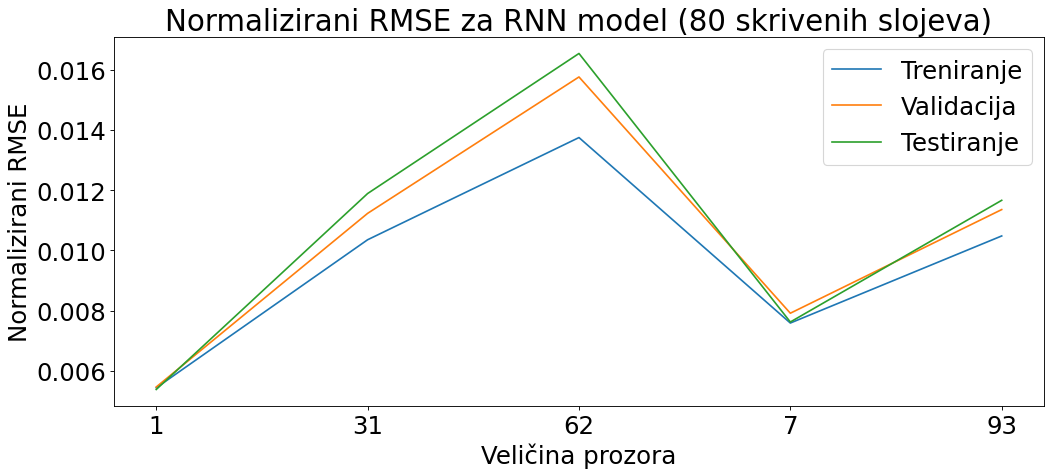 Normalizirani RMSE za RNN model (80 skrivenih slojeva)
Normalizirani RMSE
0.016
0.014
0.012
0.010
0.008
0.006
Treniranje
Validacija
Testiranje
1 31 62 7 93
Veličina prozora